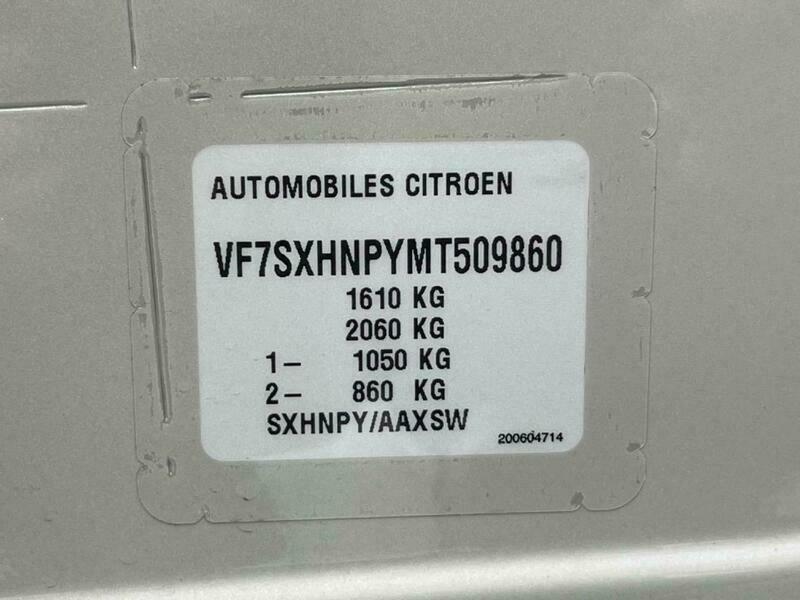 AUTOMOBILES CITROEN
VF7SXHNPYMT509860
1610 KG
2060 KG
1– 1050 KG
2– 860 KG
SXHNPY/AAXSW
200604714